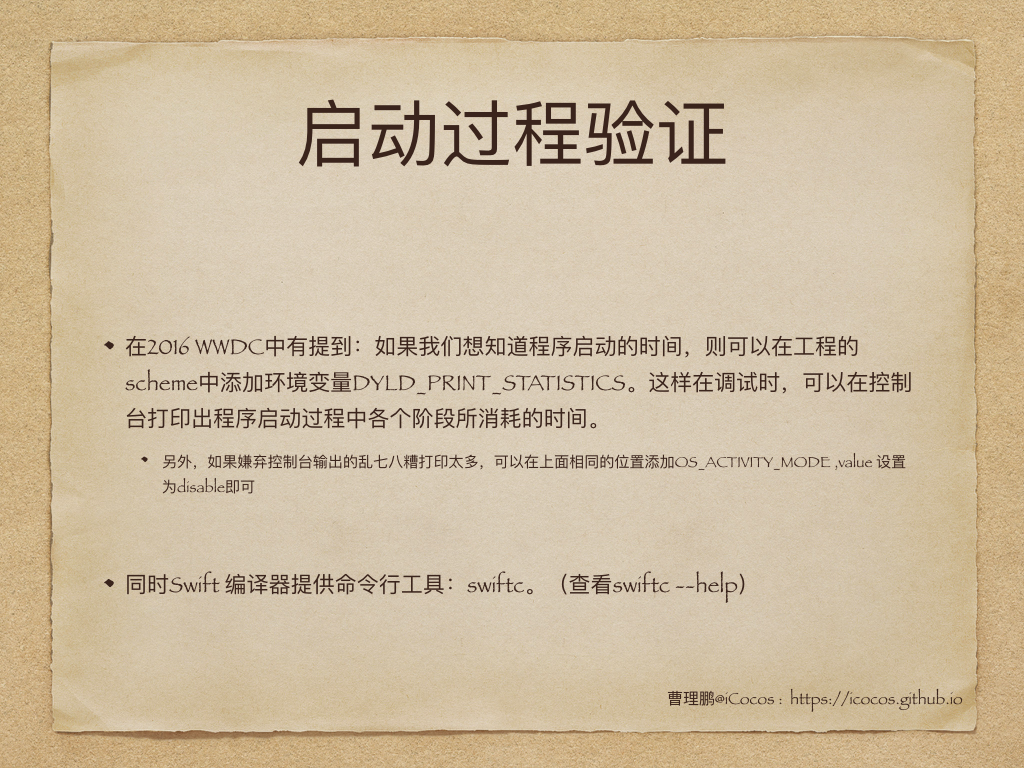 启动过程验证
在2016 WWDC中有提到：如果我们想知道程序启动的时间，则可以在工程的
scheme中添加环境变量DYLD_PRINT_STATISTICS。这样在调试时，可以在控制
台打印出程序启动过程中各个阶段所消耗的时间。
另外，如果嫌弃控制台输出的乱七八糟打印太多，可以在上面相同的位置添加OS_ACTIVITY_MODE ,value 设置
为disable即可
同时Swift 编译器提供命令行工具：swiftc。（查看swiftc --help）
曹理鹏@iCocos : https://icocos.github.io